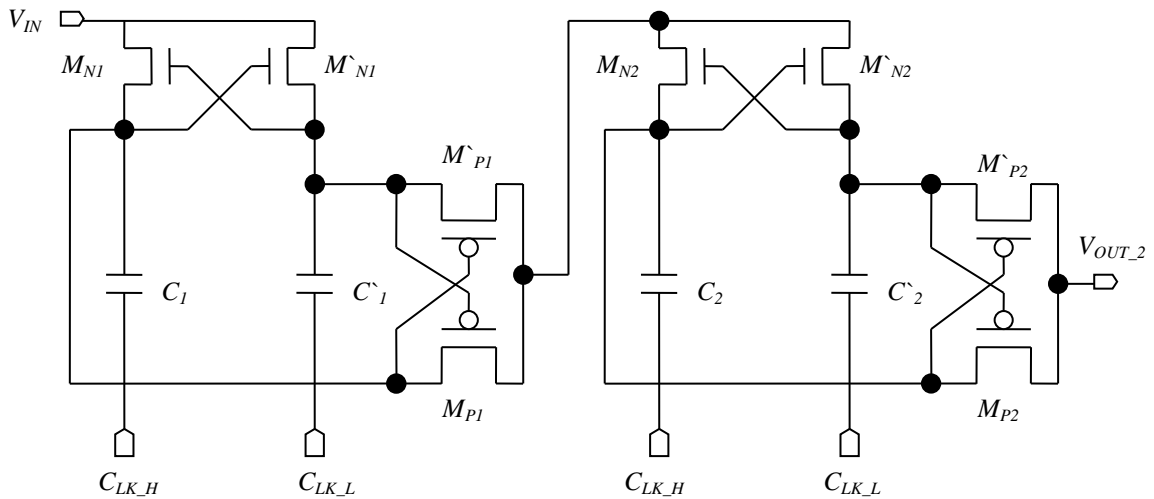 V_IN
M_N1
M`_N1
M_N2
M`_N2
M`_P1
M`_P2
V_OUT_2
C_1
C`_1
C_2
C`_2
M_P1
M_P2
C_LK_H
C_LK_L
C_LK_H
C_LK_L